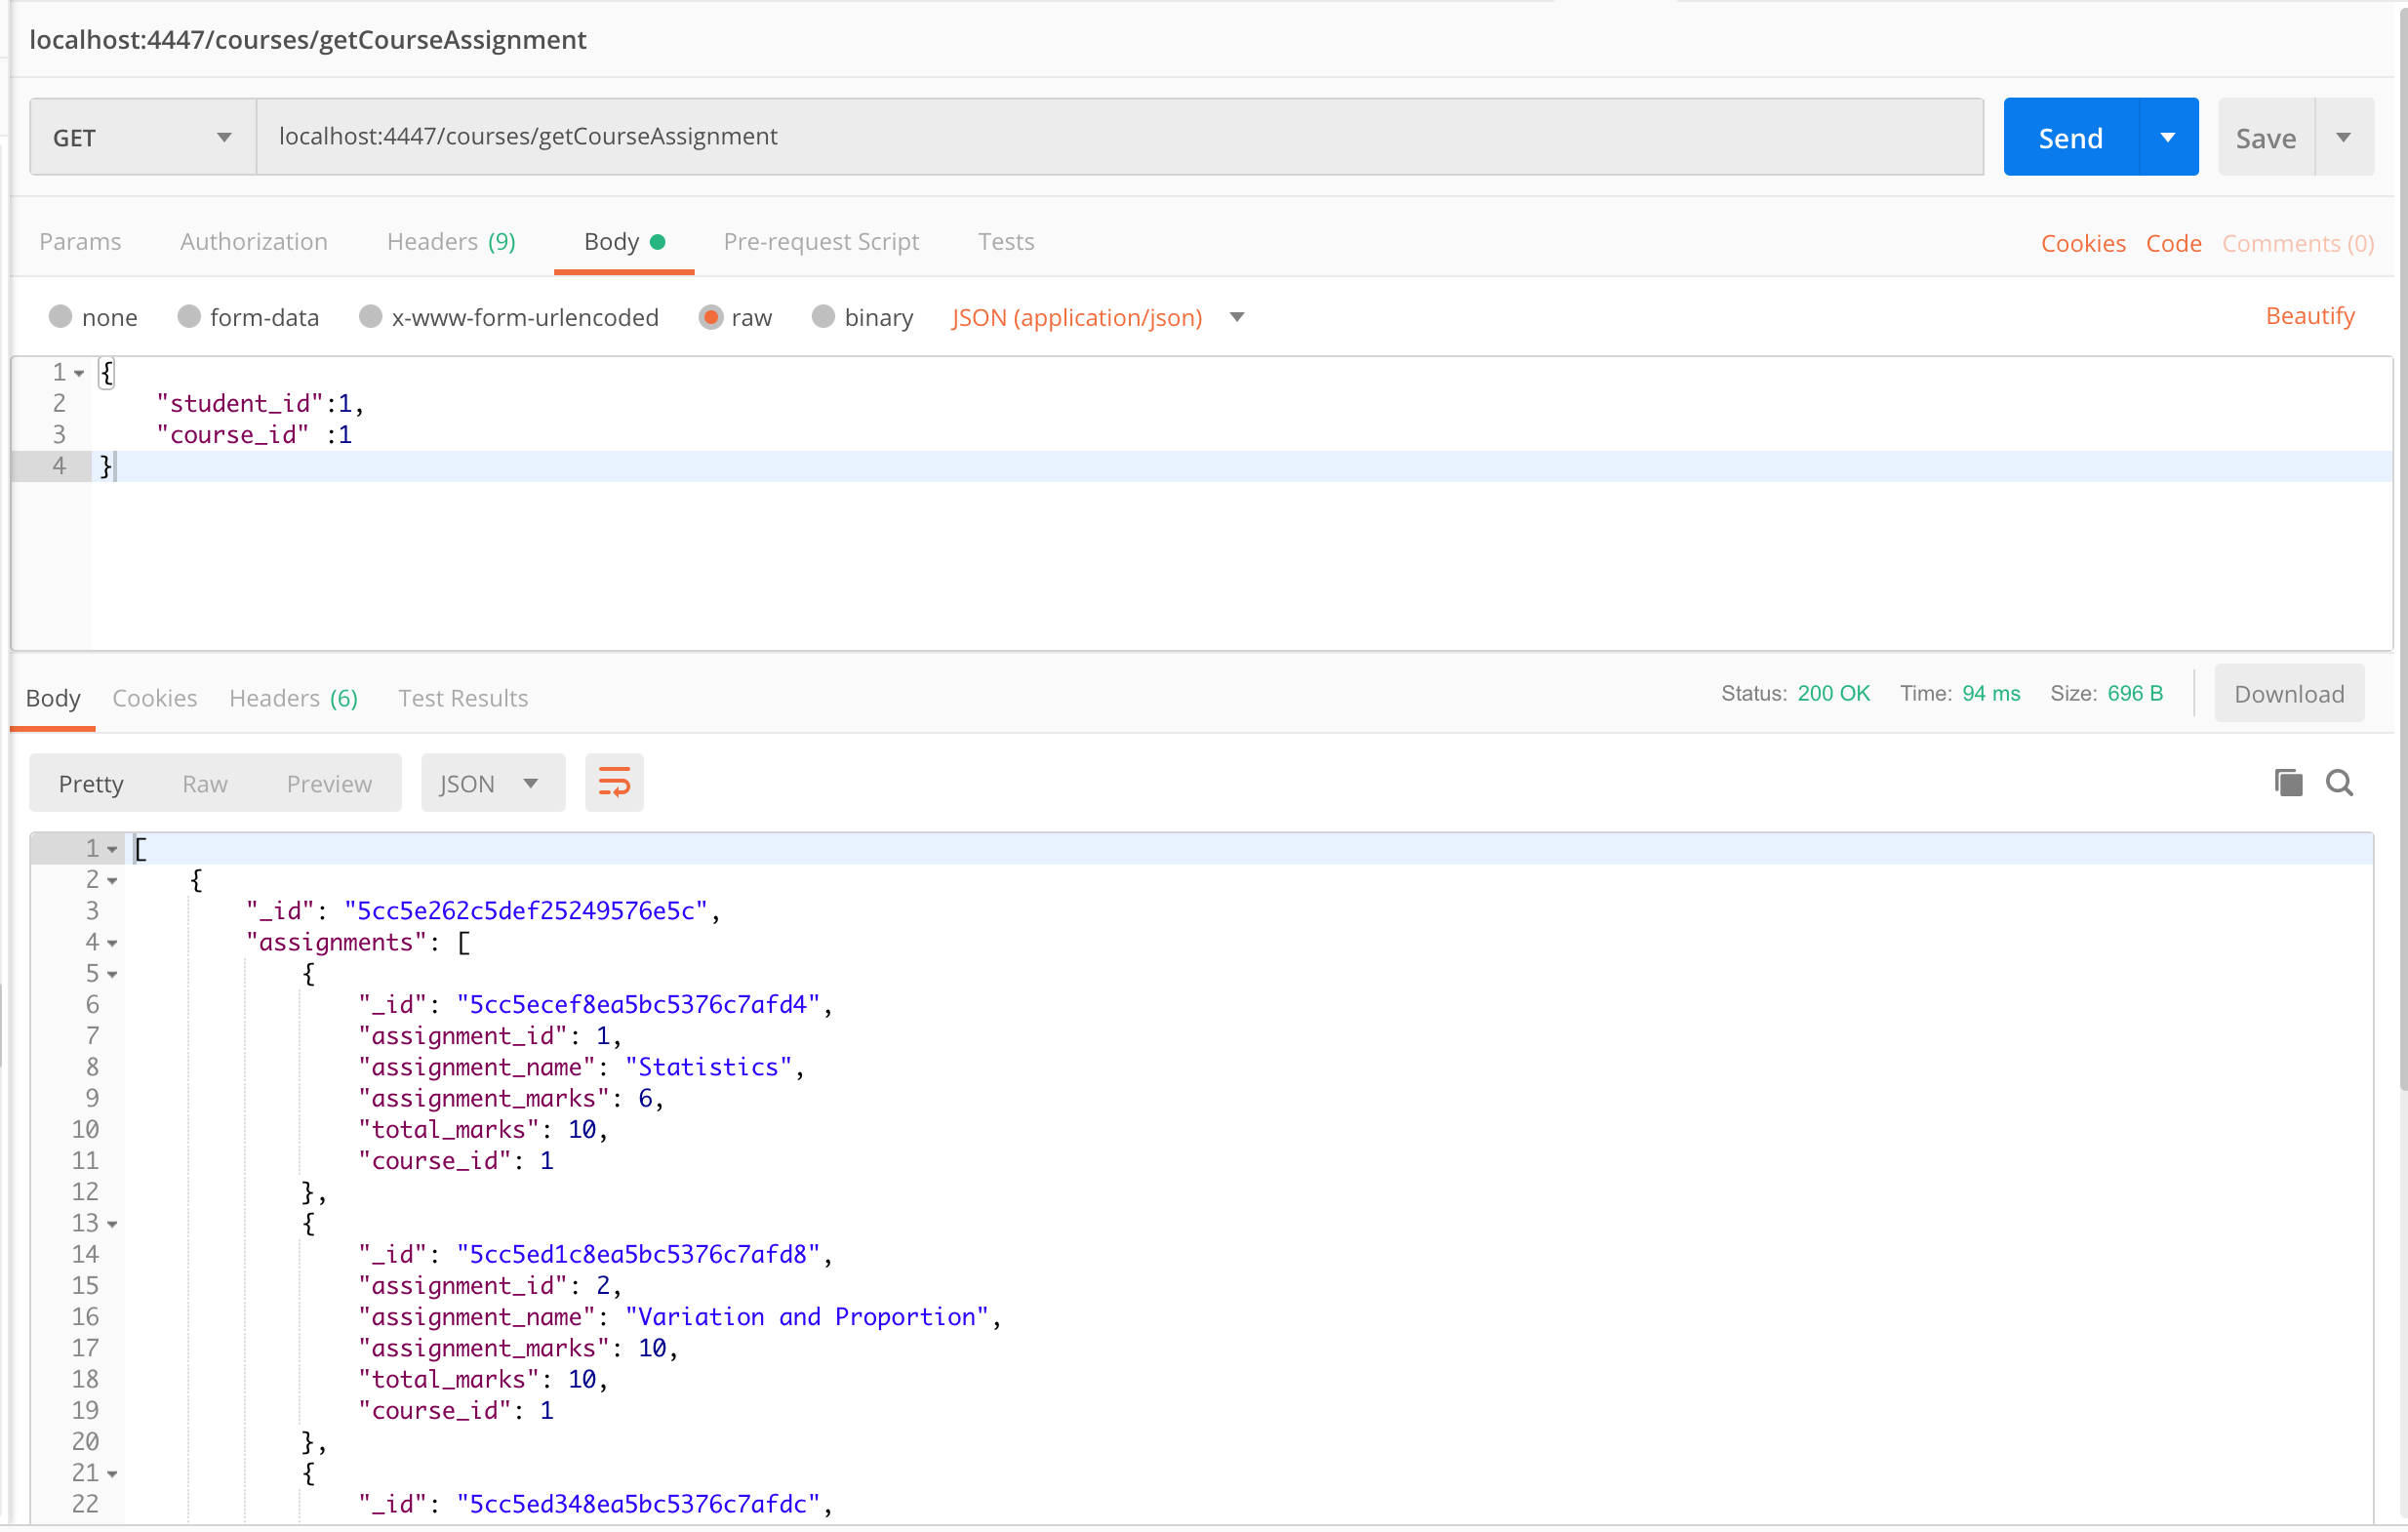 localhost:4447/courses/getCourseAssignment
GET localhost:4447/courses/getCourseAssignment Send Save
Params Authorization Headers (9) Body Pre-request Script Tests Cookies Code Comments (0)
none form-data x-www-form-urlencoded raw binary JSON (application/json) Beautify
1 {
2 "student_id":1,
3 "course_id" :1
4 }
Body Cookies Headers (6) Test Results Status: 200 OK Time: 94 ms Size: 696 B Download
Pretty Raw Preview JSON
1 [
2 {
3 "_id": "5cc5e262c5def25249576e5c",
4 "assignments": [
5 {
6 "_id": "5cc5ecef8ea5bc5376c7afd4",
7 "assignment_id": 1,
8 "assignment_name": "Statistics",
9 "assignment_marks": 6,
10 "total_marks": 10,
11 "course_id": 1
12 },
13 {
14 "_id": "5cc5ed1c8ea5bc5376c7afd8",
15 "assignment_id": 2,
16 "assignment_name": "Variation and Proportion",
17 "assignment_marks": 10,
18 "total_marks": 10,
19 "course_id": 1
20 },
21 {
22 "_id": "5cc5ed348ea5bc5376c7afdc",